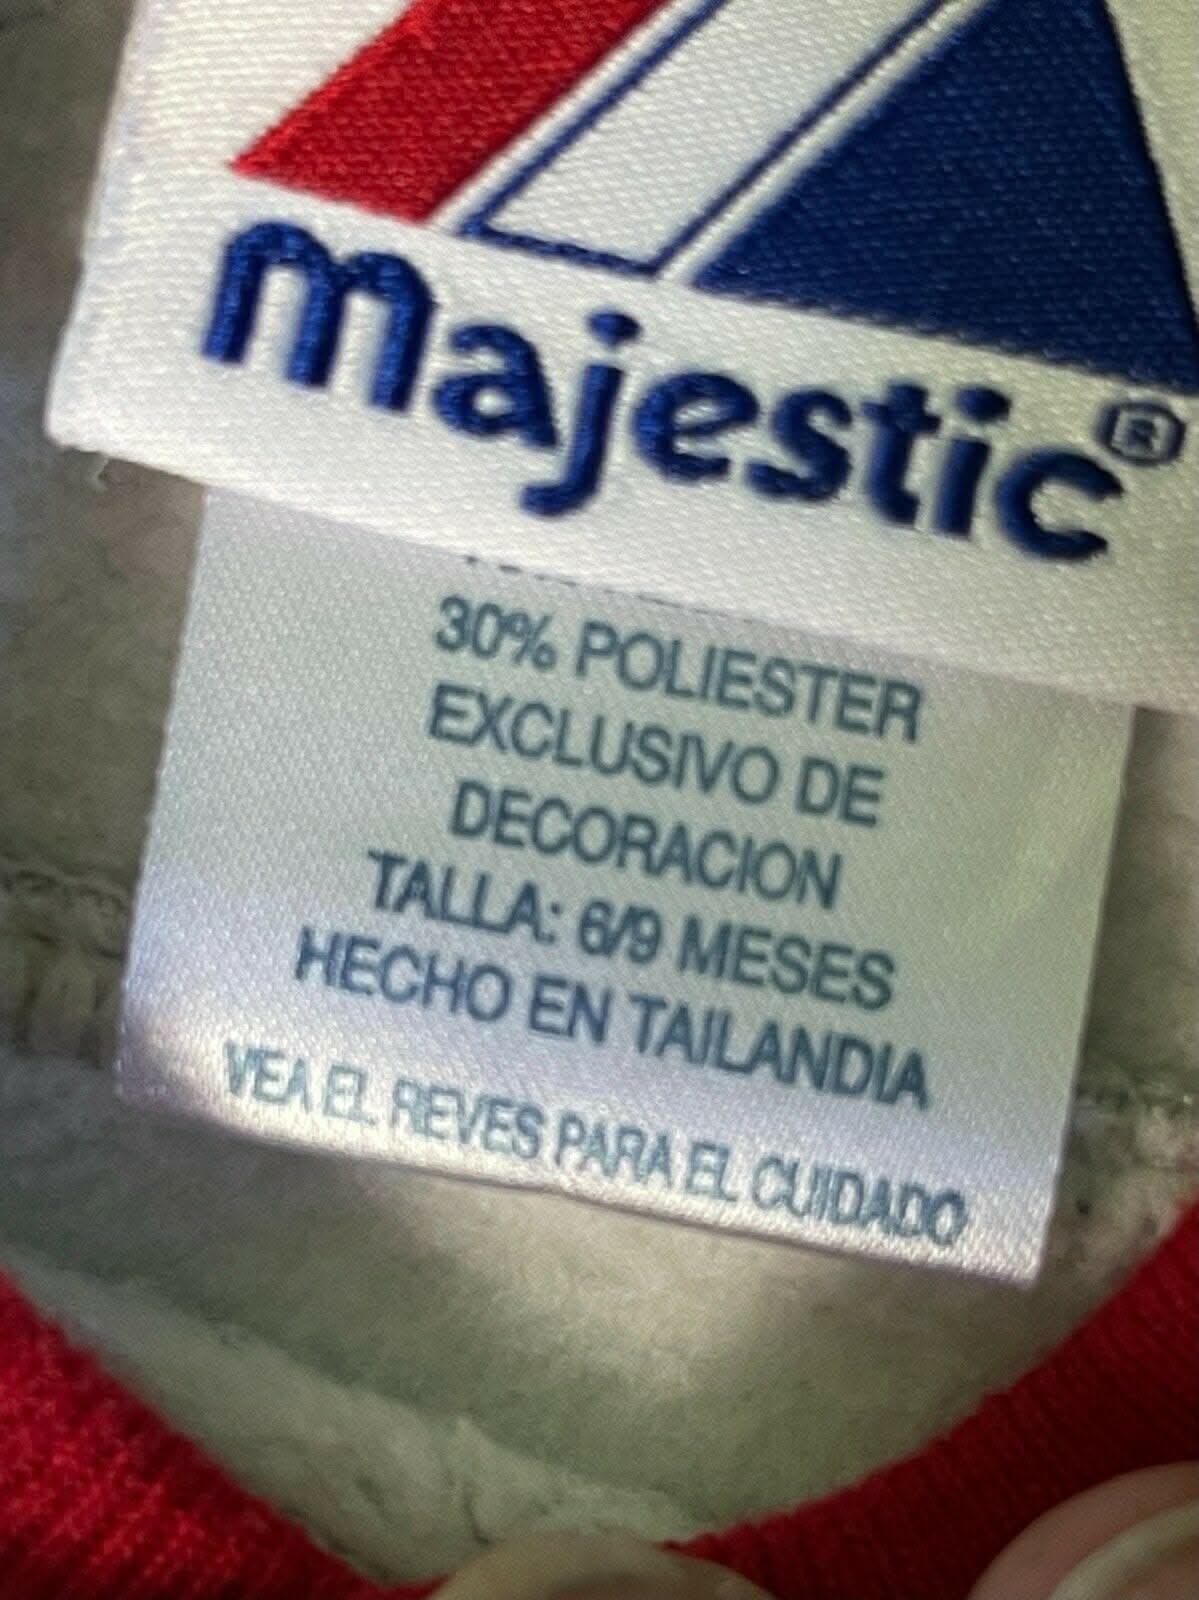 majestic®
30% POLIESTER
EXCLUSIVO DE
DECORACION
TALLA: 6/9 MESES
HECHO EN TAILANDIA
VEA EL REVES PARA EL CUIDADO